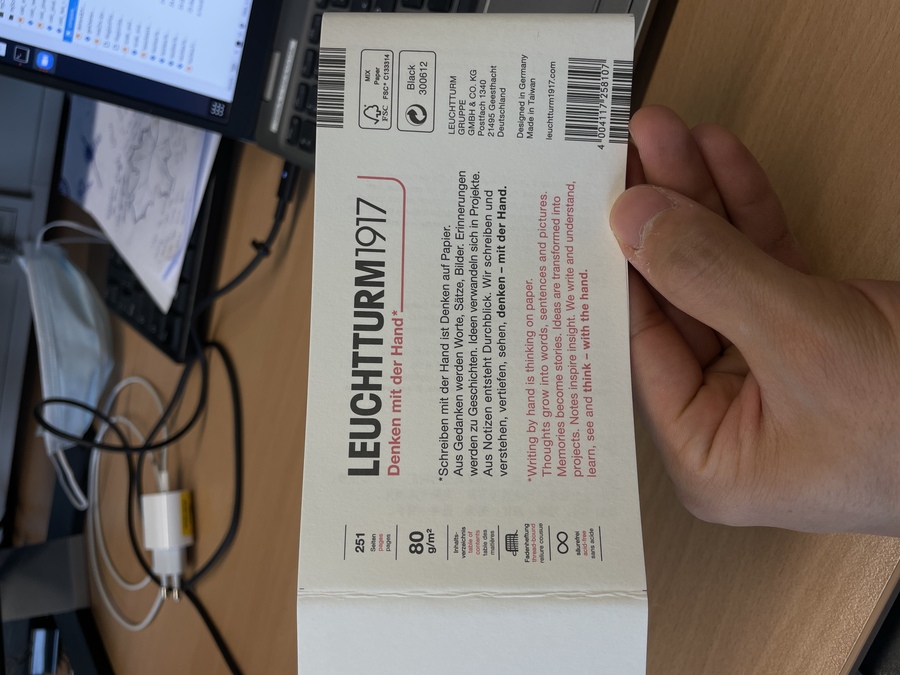 251
Seiten
pages
pages
80
g/m²
Inhalts-
verzeichnis
table of
contents
table des
matières
Fadenheftung
thread-bound
reliure cousue
säurefrei
acid-free
sans acide
LEUCHTTURM1917
Denken mit der Hand*
*Schreiben mit der Hand ist Denken auf Papier.
Aus Gedanken werden Worte, Sätze, Bilder. Erinnerungen
werden zu Geschichten. Ideen verwandeln sich in Projekte.
Aus Notizen entsteht Durchblick. Wir schreiben und
verstehen, vertiefen, sehen, denken – mit der Hand.
*Writing by hand is thinking on paper.
Thoughts grow into words, sentences and pictures.
Memories become stories. Ideas are transformed into
projects. Notes inspire insight. We write and understand,
learn, see and think – with the hand.
FSC
MIX
Paper
FSC® C133314
Black
300612
LEUCHTTURM
GRUPPE
GMBH & CO. KG
Postfach 1340
21495 Geesthacht
Deutschland
Designed in Germany
Made in Taiwan
leuchtturm1917.com
4 004117 258107